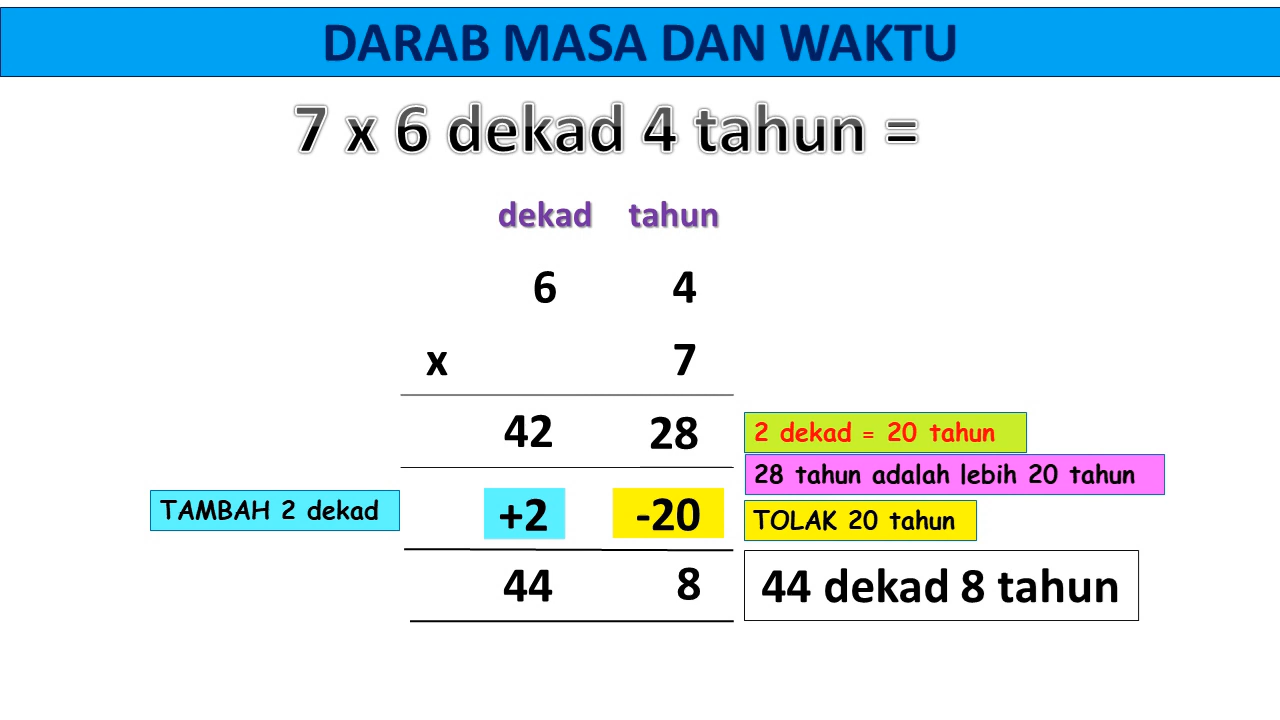 DARAB MASA DAN WAKTU
7 x 6 dekad 4 tahun =
dekad tahun
6 4
x 7
42 28
2 dekad = 20 tahun
28 tahun adalah lebih 20 tahun
TAMBAH 2 dekad
+2 -20
TOLAK 20 tahun
44 8
44 dekad 8 tahun